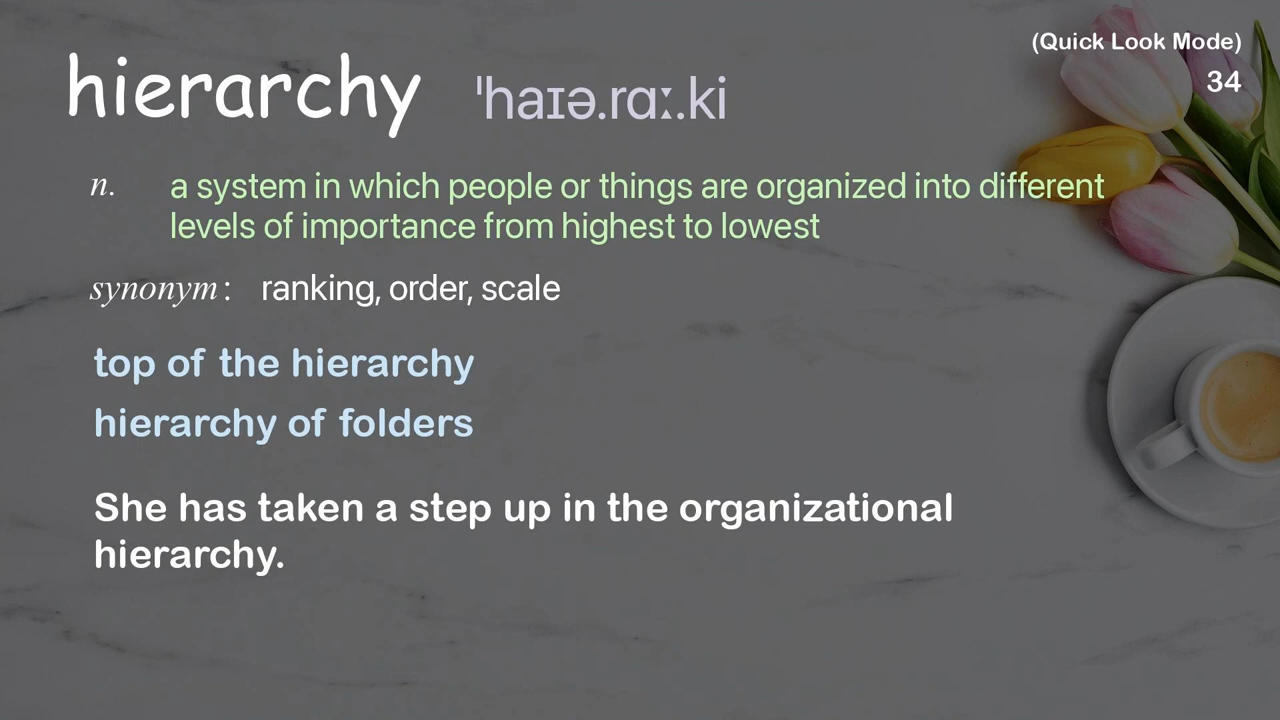 (Quick Look Mode)
34
hierarchy ˈhaɪə.rɑː.ki
n. a system in which people or things are organized into different
levels of importance from highest to lowest
synonym: ranking, order, scale
top of the hierarchy
hierarchy of folders
She has taken a step up in the organizational
hierarchy.